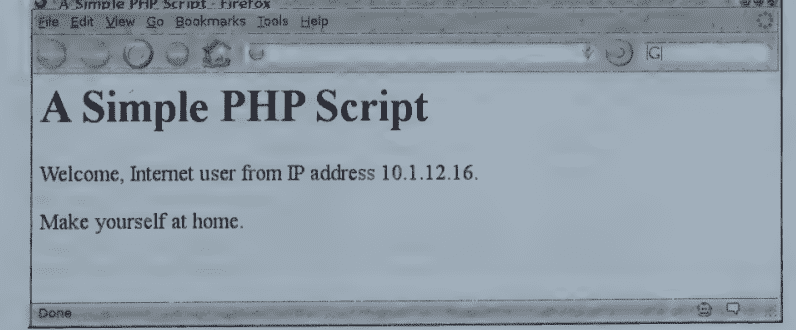 A Simple PHP Script - Firefox
File Edit View Go Bookmarks Tools Help
G
A Simple PHP Script
Welcome, Internet user from IP address 10.1.12.16.
Make yourself at home.
Done